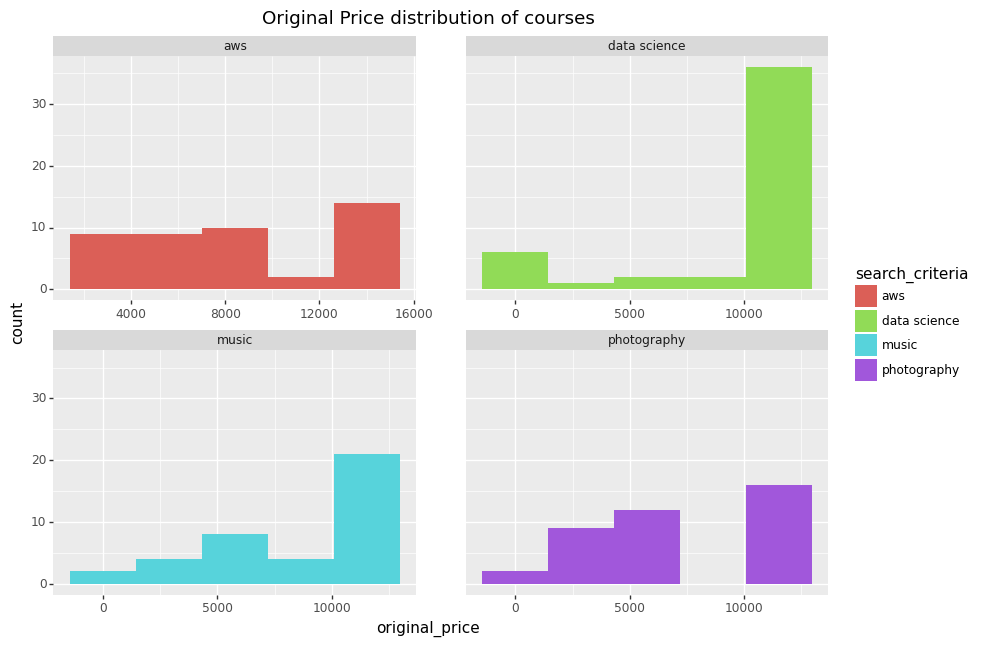 Original Price distribution of courses
aws
data science
30
20
10
0
4000 8000 12000 16000
0 5000 10000
music
photography
30
20
10
0
0 5000 10000
0 5000 10000
count
original_price
search_criteria
aws
data science
music
photography